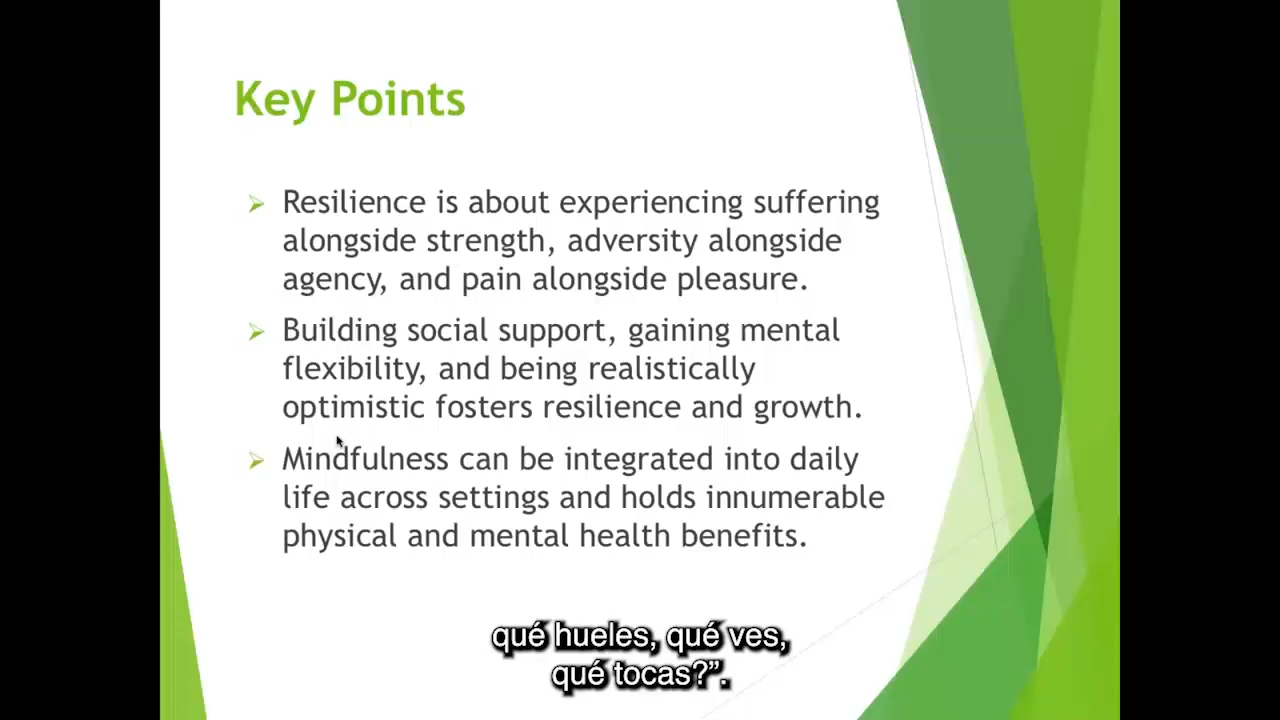 Key Points
Resilience is about experiencing suffering
alongside strength, adversity alongside
agency, and pain alongside pleasure.
Building social support, gaining mental
flexibility, and being realistically
optimistic fosters resilience and growth.
Mindfulness can be integrated into daily
life across settings and holds innumerable
physical and mental health benefits.
qué hueles, qué ves,
qué tocas?”.